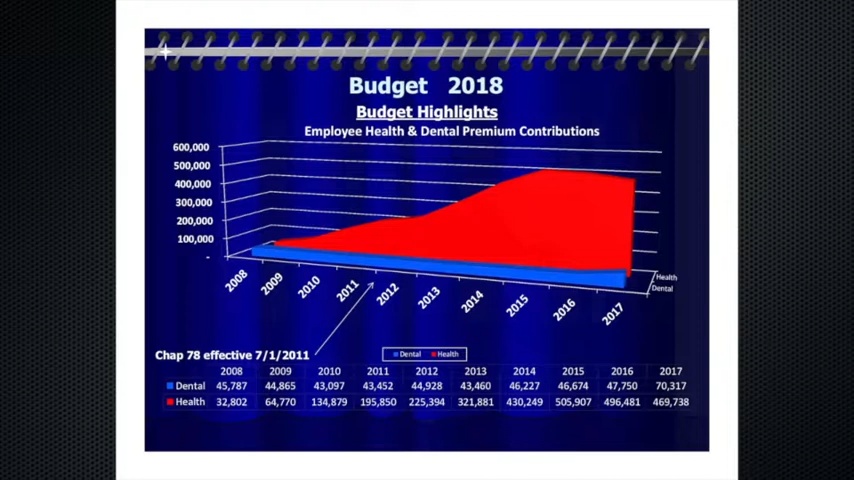 Budget 2018
Budget Highlights
Employee Health & Dental Premium Contributions
600,000
500,000
400,000
300,000
200,000
100,000
-
2008
2009
2010
2011
2012
2013
2014
2015
2016
2017
Health
Dental
Chap 78 effective 7/1/2011
Dental Health
2008 2009 2010 2011 2012 2013 2014 2015 2016 2017
Dental 45,787 44,865 43,097 43,452 44,928 43,460 46,227 46,674 47,750 70,317
Health 32,802 64,770 134,879 195,850 225,394 321,881 430,249 505,907 496,481 469,738